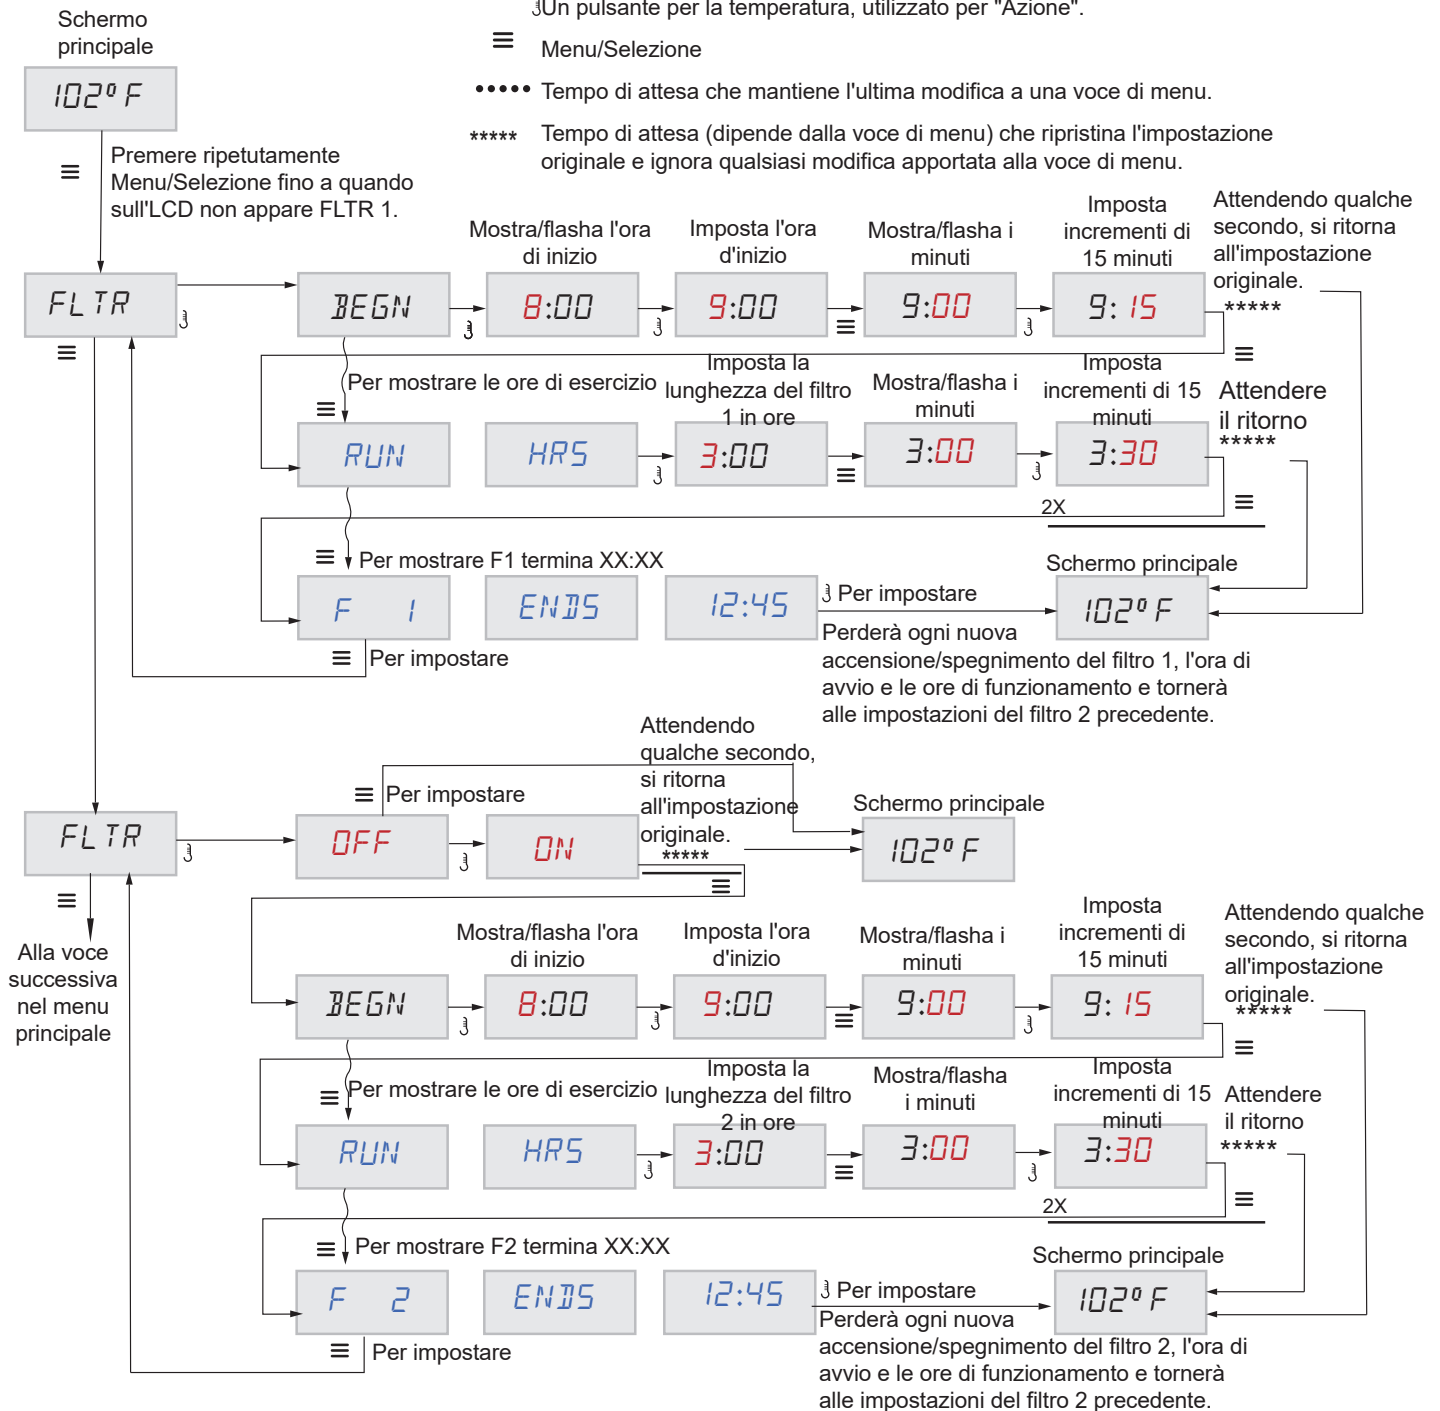 Un pulsante per la temperatura, utilizzato per "Azione".
Menu/Selezione
••••• Tempo di attesa che mantiene l'ultima modifica a una voce di menu.
***** Tempo di attesa (dipende dalla voce di menu) che ripristina l'impostazione
originale e ignora qualsiasi modifica apportata alla voce di menu.
Schermo
principale
102º F
Premere ripetutamente
Menu/Selezione fino a quando
sull'LCD non appare FLTR 1.
FLTR
BEGN
Mostra/flasha l'ora
di inizio
8:00
Imposta l'ora
d'inizio
9:00
Mostra/flasha i
minuti
9:00
Imposta
incrementi di
15 minuti
9:15
Attendendo qualche
secondo, si ritorna
all'impostazione
originale.
*****
Per mostrare le ore di esercizio
RUN
HRS
Imposta la
lunghezza del filtro
1 in ore
3:00
Mostra/flasha i
minuti
3:00
Imposta
incrementi di 15
minuti
3:30
Attendere
il ritorno
*****
2X
Per mostrare F1 termina XX:XX
F 1
ENDS
12:45
Per impostare
Schermo principale
102º F
Per impostare
Perderà ogni nuova
accensione/spegnimento del filtro 1, l'ora di
avvio e le ore di funzionamento e tornerà
alle impostazioni del filtro 2 precedente.
FLTR
Per impostare
OFF
ON
Attendendo
qualche secondo,
si ritorna
all'impostazione
originale.
*****
Schermo principale
102º F
Alla voce
successiva
nel menu
principale
BEGN
Mostra/flasha l'ora
di inizio
8:00
Imposta l'ora
d'inizio
9:00
Mostra/flasha i
minuti
9:00
Imposta
incrementi di
15 minuti
9:15
Attendendo qualche
secondo, si ritorna
all'impostazione
originale.
*****
Per mostrare le ore di esercizio
RUN
HRS
Imposta la
lunghezza del filtro
2 in ore
3:00
Mostra/flasha
i minuti
3:00
Imposta
incrementi di 15
minuti
3:30
Attendere
il ritorno
*****
2X
Per mostrare F2 termina XX:XX
F 2
ENDS
12:45
Per impostare
Schermo principale
102º F
Per impostare
Perderà ogni nuova
accensione/spegnimento del filtro 2, l'ora di
avvio e le ore di funzionamento e tornerà
alle impostazioni del filtro 2 precedente.